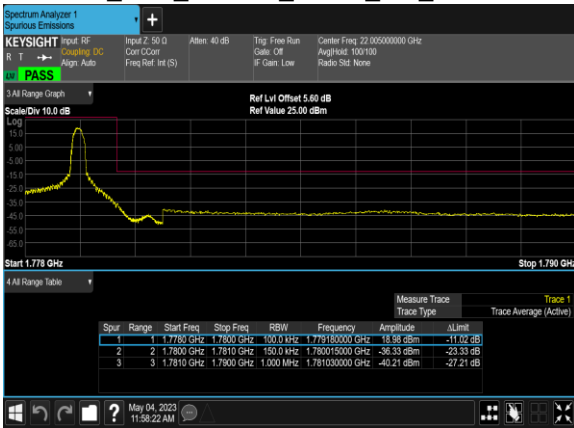 Spectrum Analyzer 1
Spurious Emissions
+
KEYSIGHT Input: RF Input Z: 50 Ω Atten: 40 dB Trig: Free Run Center Freq: 22.005000000 GHz
R T Coupling: DC Corr CCorr Gate: Off Avg|Hold: 100/100
Align: Auto Freq Ref: Int (S) IF Gain: Low Radio Std: None
PASS
3 All Range Graph
Ref Lvl Offset 5.60 dB
Scale/Div 10.0 dB Ref Value 25.00 dBm
Log
15.0
5.00
-5.00
-15.0
-25.0
-35.0
-45.0
-55.0
-65.0
Start 1.778 GHz Stop 1.790 GHz
4 All Range Table
Measure Trace Trace 1
Trace Type Trace Average (Active)
Spur Range Start Freq Stop Freq RBW Frequency Amplitude ΔLimit
1 1 1.7780 GHz 1.7800 GHz 100.0 kHz 1.779180000 GHz 18.98 dBm -11.02 dB
2 2 1.7800 GHz 1.7810 GHz 150.0 kHz 1.780015000 GHz -36.33 dBm -23.33 dB
3 3 1.7810 GHz 1.7900 GHz 1.000 MHz 1.781030000 GHz -40.21 dBm -27.21 dB
? May 04, 2023
11:58:22 AM